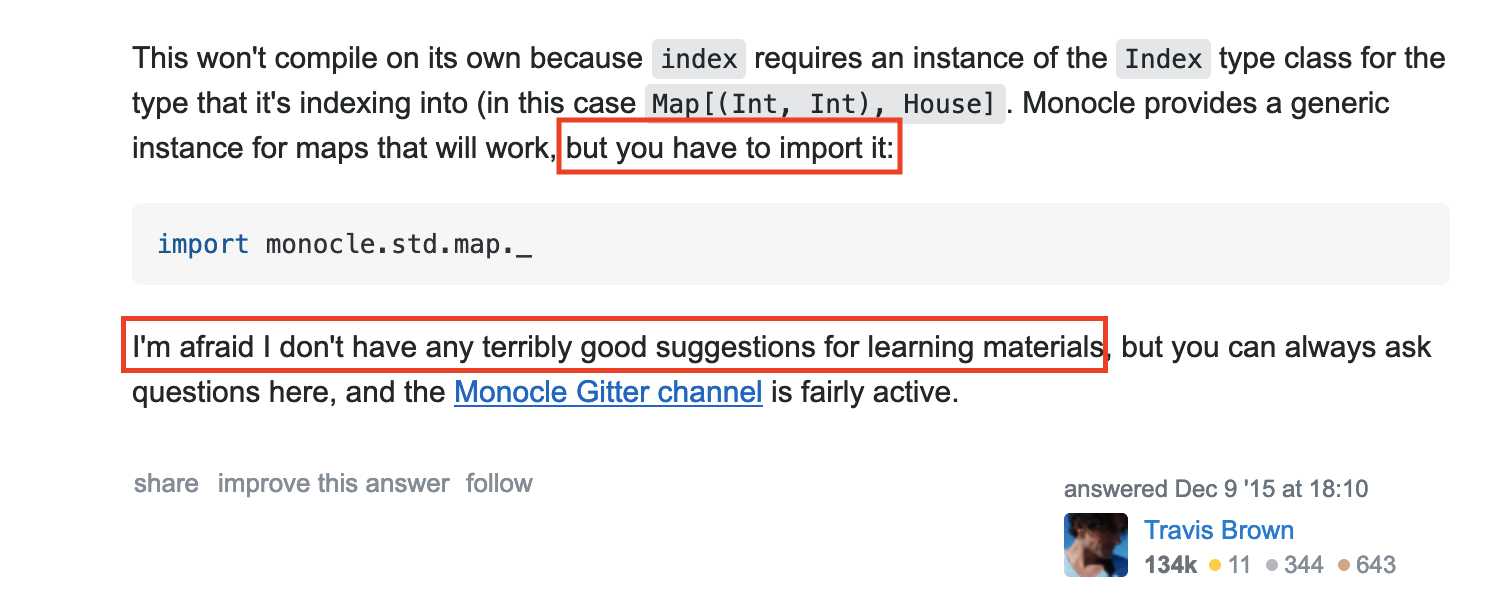 This won't compile on its own because index requires an instance of the Index type class for the
type that it's indexing into (in this case Map[(Int, Int), House]. Monocle provides a generic
instance for maps that will work, but you have to import it:
import monocle.std.map._
I'm afraid I don't have any terribly good suggestions for learning materials, but you can always ask
questions here, and the Monocle Gitter channel is fairly active.
share improve this answer follow
answered Dec 9 '15 at 18:10
Travis Brown
134k 11 344 643